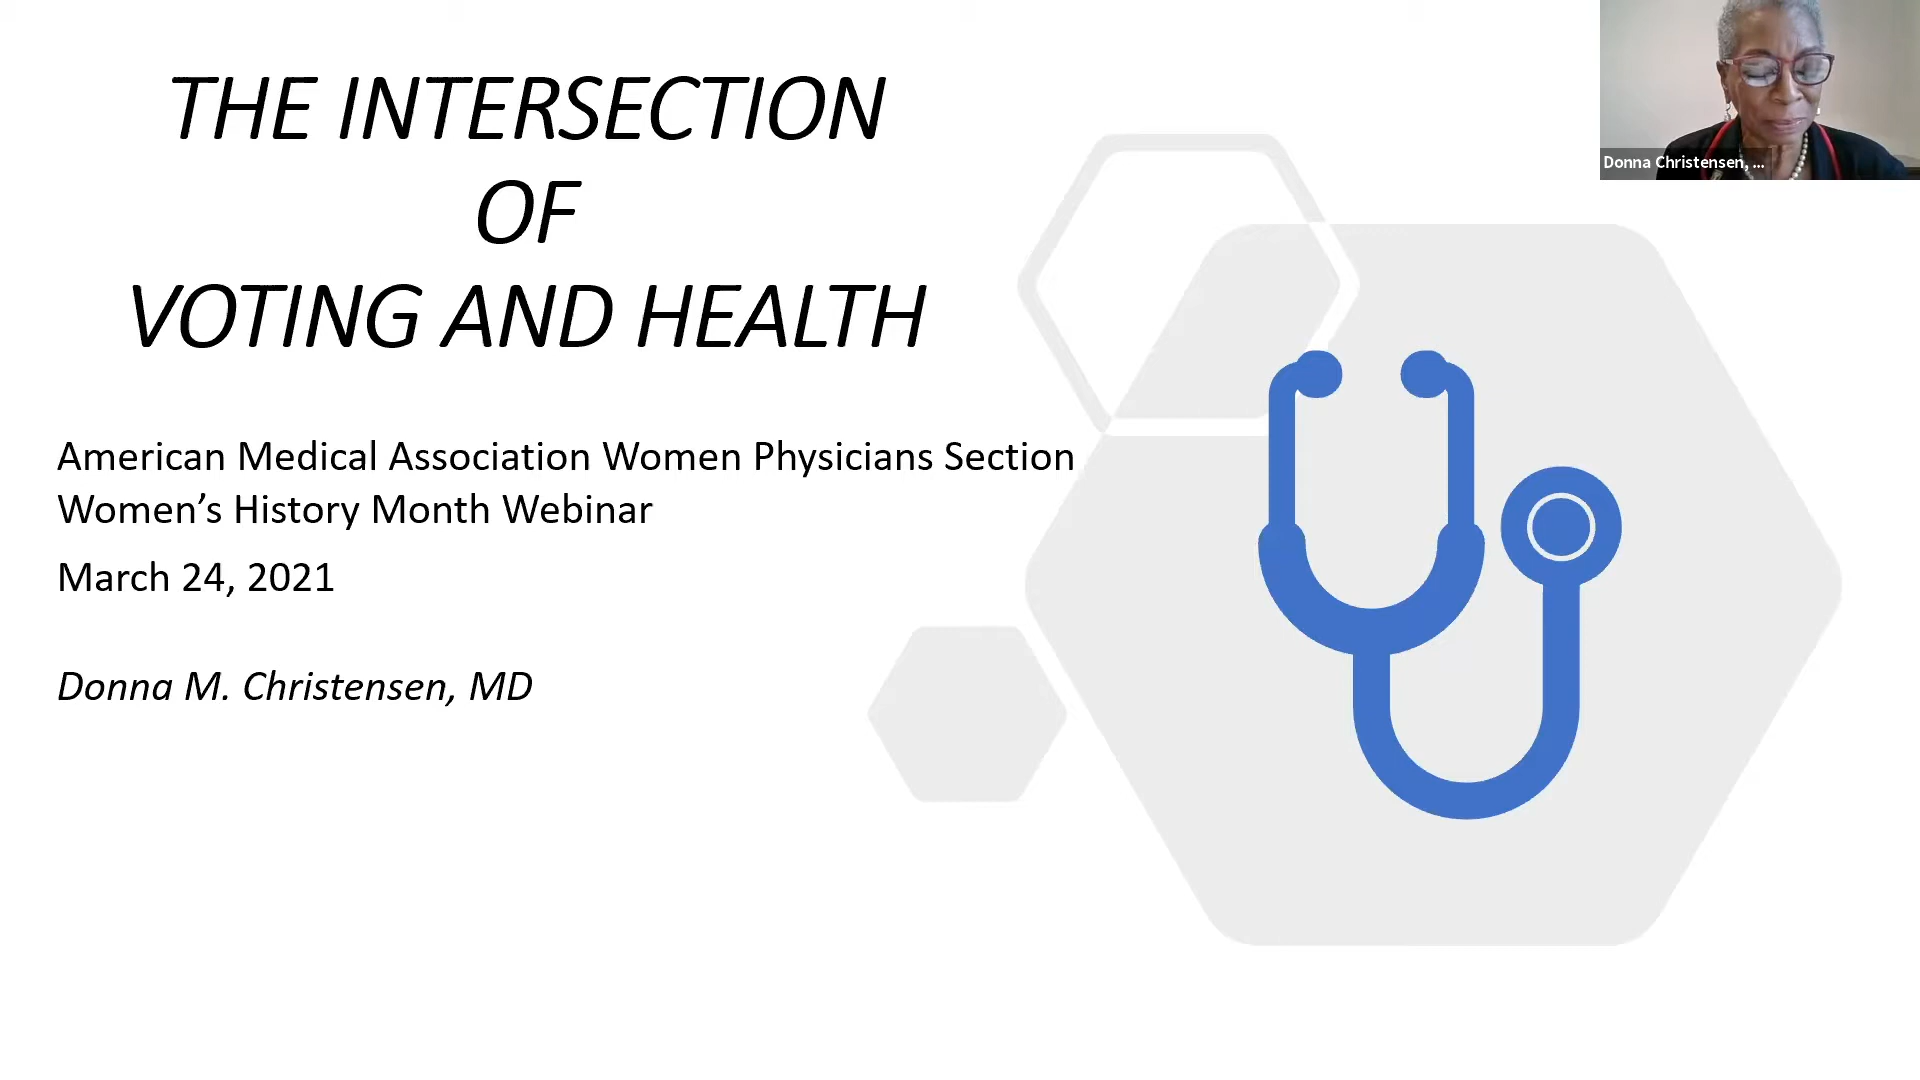 THE INTERSECTION
OF
VOTING AND HEALTH
American Medical Association Women Physicians Section
Women’s History Month Webinar
March 24, 2021
Donna M. Christensen, MD
Donna Christensen, ...